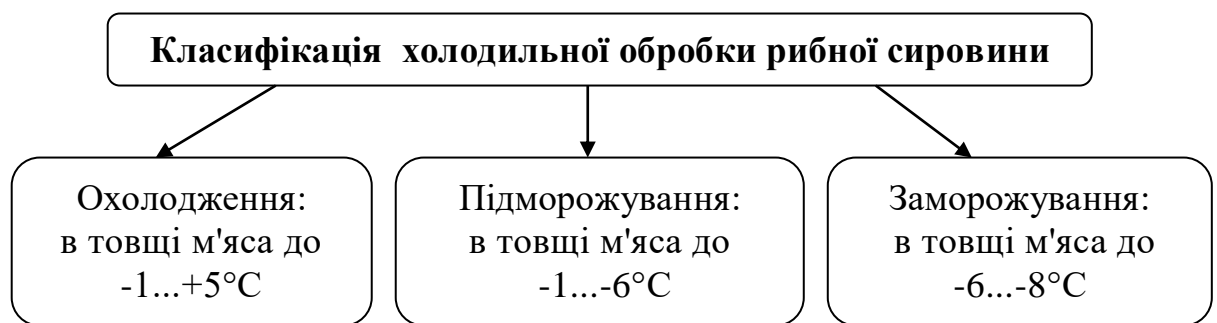 Класифікація холодильної обробки рибної сировини
Охолодження:
в товщі м'яса до
-1...+5°С
Підморожування:
в товщі м'яса до
-1...-6°С
Заморожування:
в товщі м'яса до
-6...-8°С